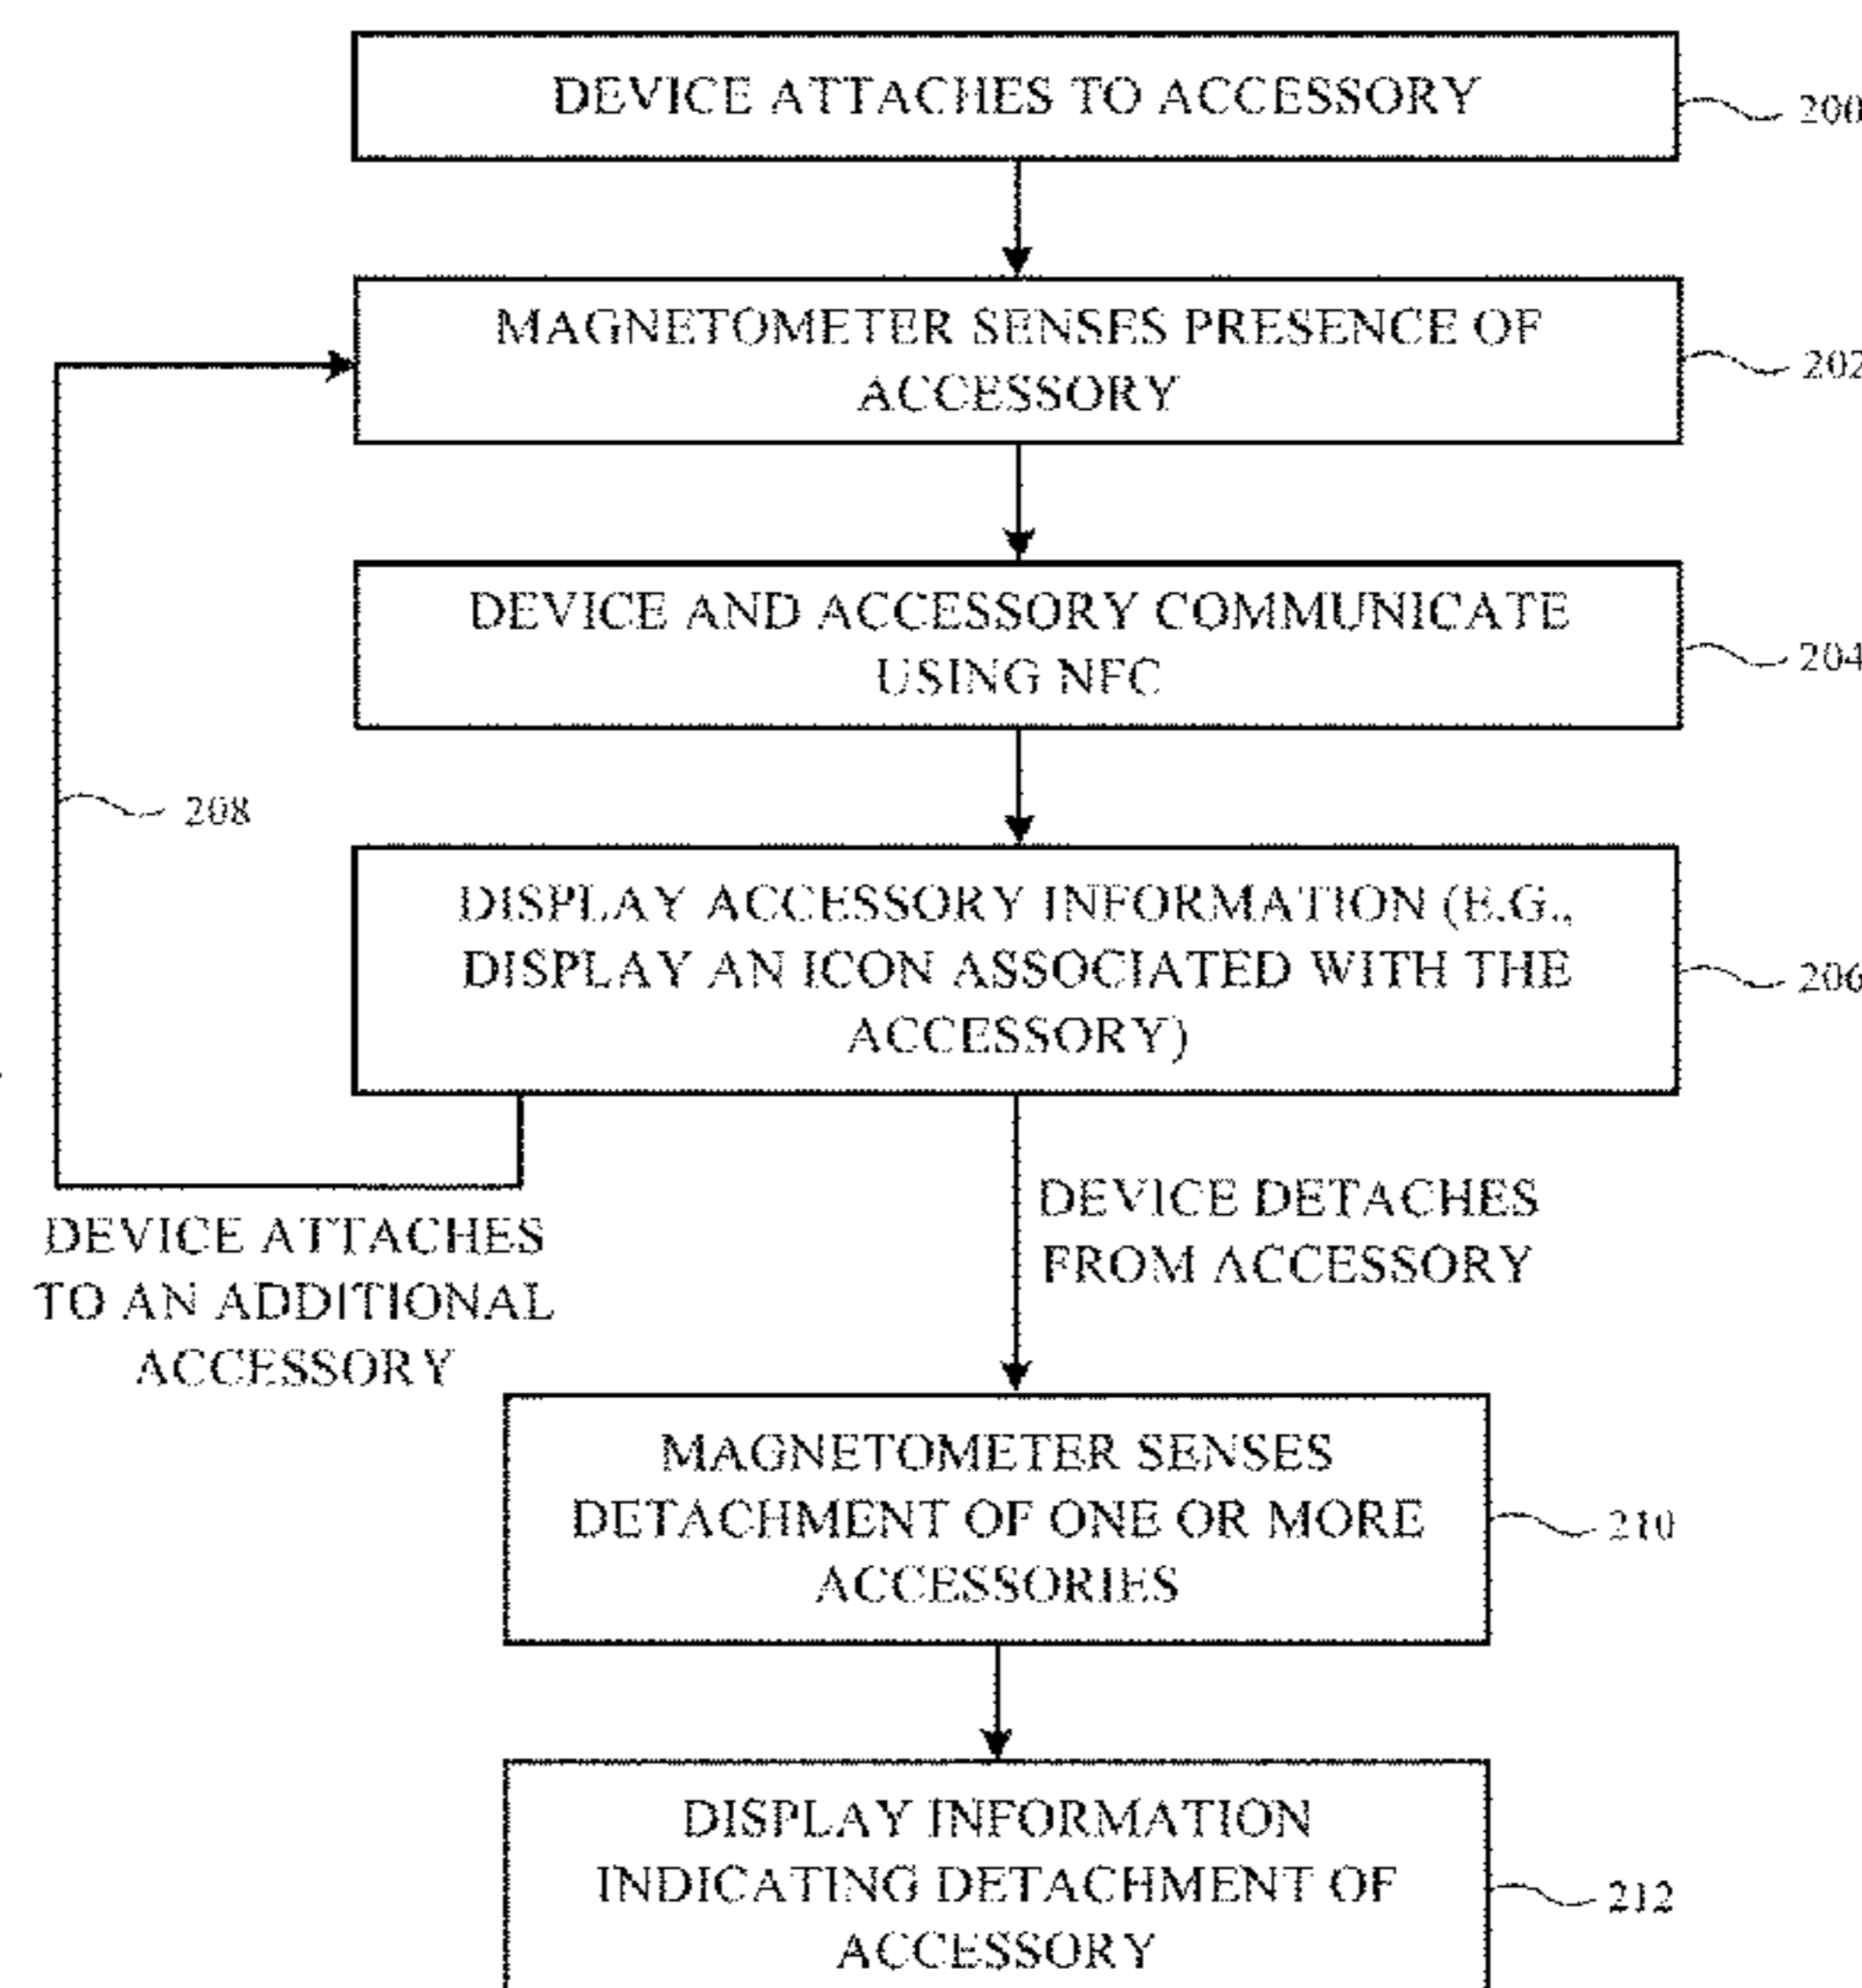 DEVICE ATTACHES TO ACCESSORY
200
MAGNETOMETER SENSES PRESENCE OF
ACCESSORY
202
DEVICE AND ACCESSORY COMMUNICATE
USING NFC
204
208
DISPLAY ACCESSORY INFORMATION (E.G.,
DISPLAY AN ICON ASSOCIATED WITH THE
ACCESSORY)
206
DEVICE ATTACHES
TO AN ADDITIONAL
ACCESSORY
DEVICE DETACHES
FROM ACCESSORY
MAGNETOMETER SENSES
DETACHMENT OF ONE OR MORE
ACCESSORIES
210
DISPLAY INFORMATION
INDICATING DETACHMENT OF
ACCESSORY
212